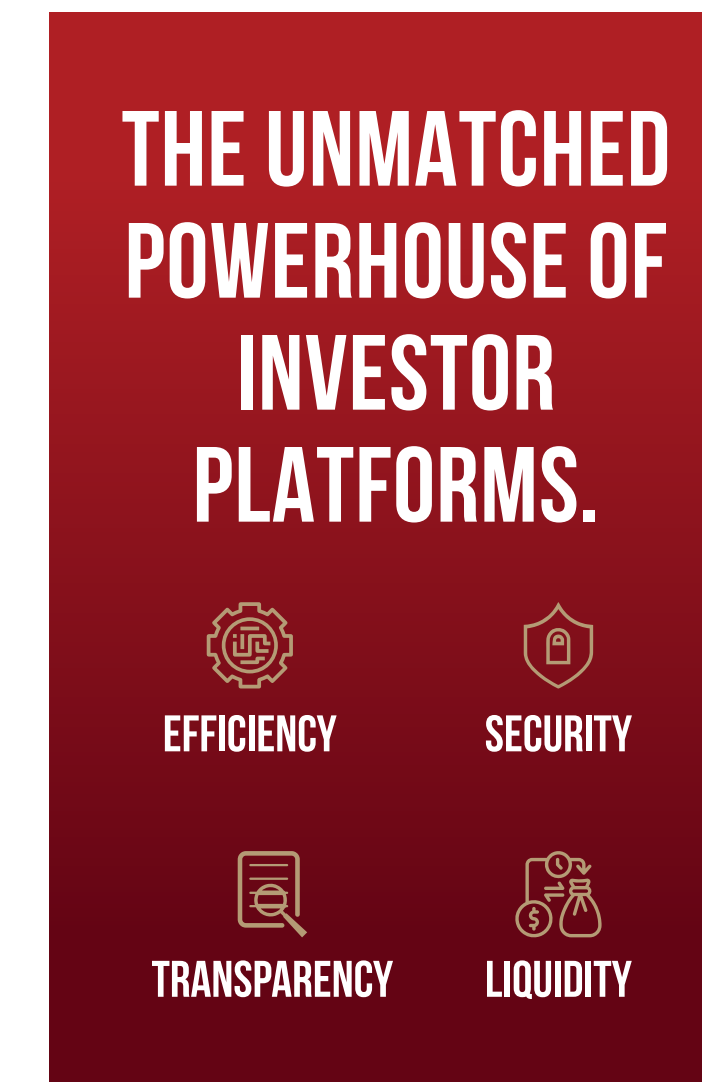 THE UNMATCHED
POWERHOUSE OF
INVESTOR
PLATFORMS.
EFFICIENCY
SECURITY
TRANSPARENCY
LIQUIDITY